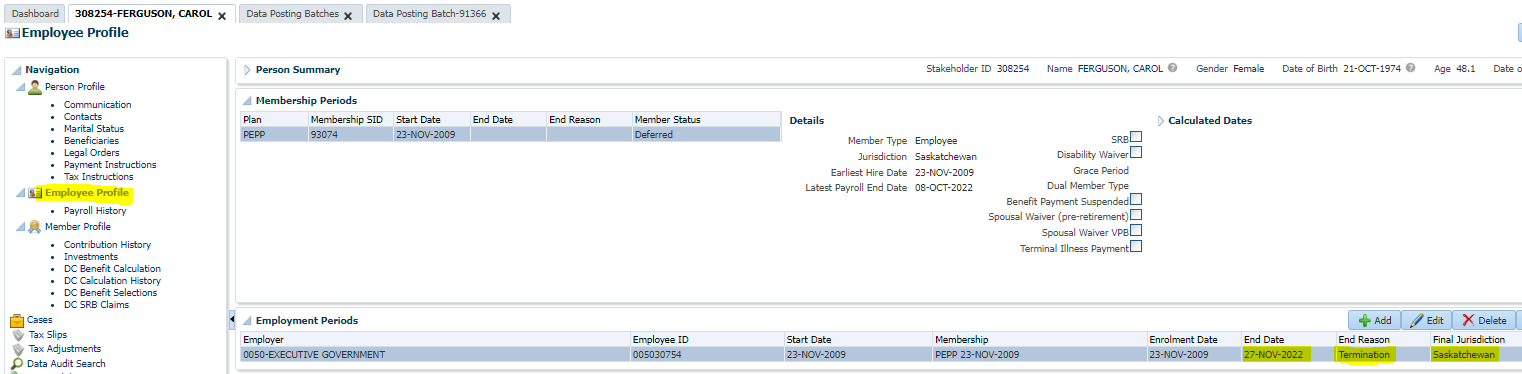 Dashboard 308254-FERGUSON, CAROL Data Posting Batches Data Posting Batch-91366
Employee Profile
Navigation
Person Profile
Communication
Contacts
Marital Status
Beneficiaries
Legal Orders
Payment Instructions
Tax Instructions
Employee Profile
Payroll History
Member Profile
Contribution History
Investments
DC Benefit Calculation
DC Calculation History
DC Benefit Selections
DC SRB Claims
Cases
Tax Slips
Tax Adjustments
Data Audit Search
Person Summary Stakeholder ID 308254 Name FERGUSON, CAROL Gender Female Date of Birth 21-OCT-1974 Age 48.1 Date o
Membership Periods
Plan Membership SID Start Date End Date End Reason Member Status
PEPP 93074 23-NOV-2009 Deferred
Details
Member Type Employee
Jurisdiction Saskatchewan
Earliest Hire Date 23-NOV-2009
Latest Payroll End Date 08-OCT-2022
SRB
Disability Waiver
Grace Period
Dual Member Type
Benefit Payment Suspended
Spousal Waiver (pre-retirement)
Spousal Waiver VPB
Terminal Illness Payment
Calculated Dates
Employment Periods Add Edit Delete
Employer Employee ID Start Date Membership Enrolment Date End Date End Reason Final Jurisdiction
0050-EXECUTIVE GOVERNMENT 005030754 23-NOV-2009 PEPP 23-NOV-2009 23-NOV-2009 27-NOV-2022 Termination Saskatchewan